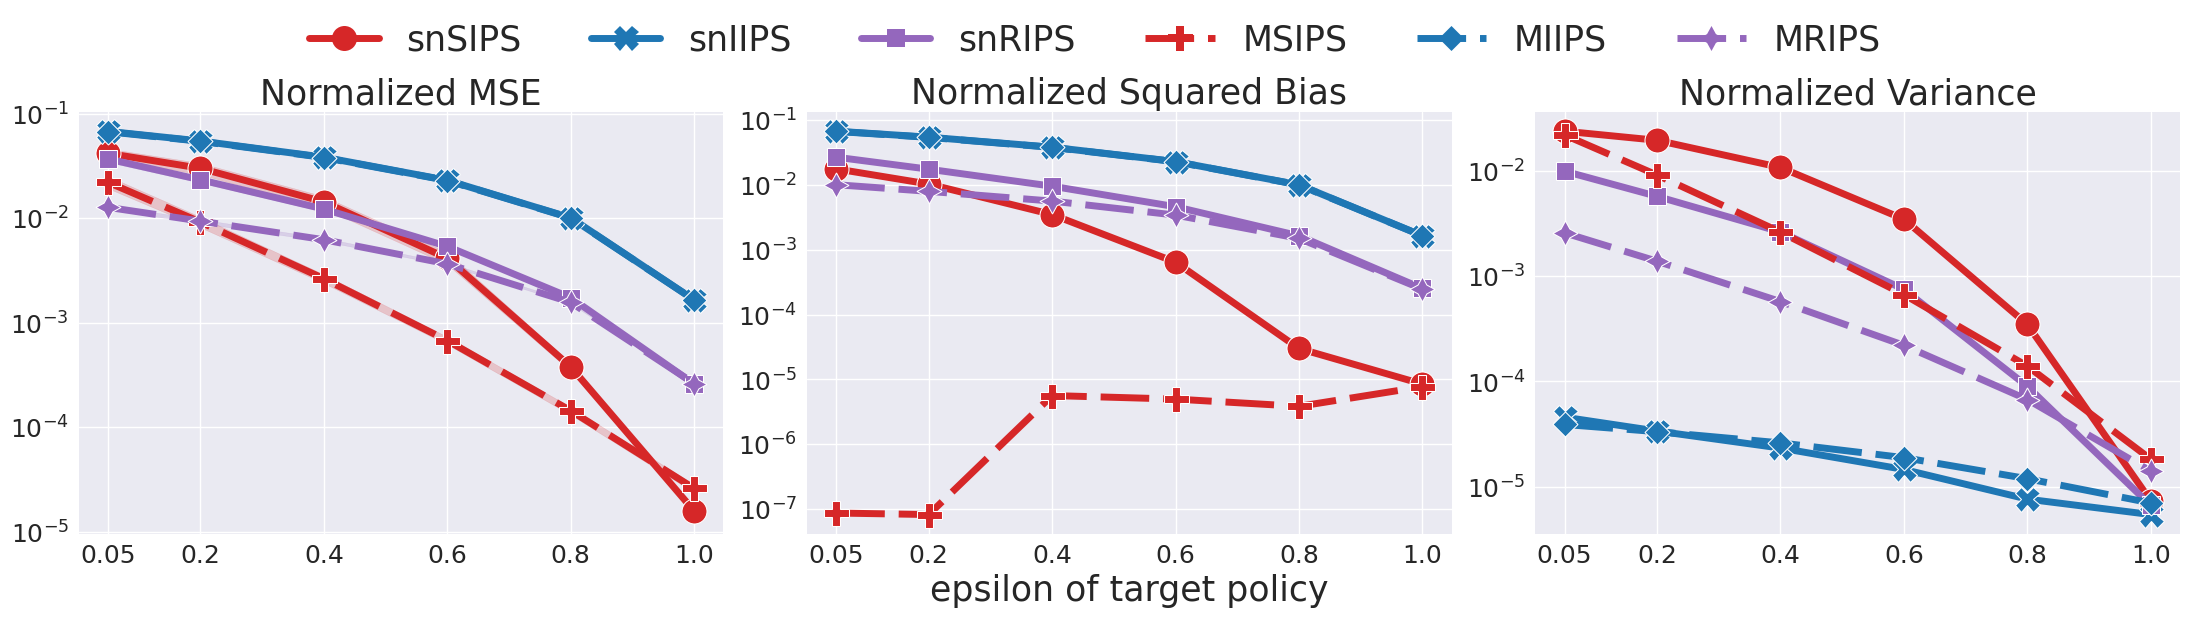 snSIPS snIIPS snRIPS MSIPS MIIPS MRIPS
Normalized MSE
10⁻¹
10⁻²
10⁻³
10⁻⁴
10⁻⁵
0.05 0.2 0.4 0.6 0.8 1.0
Normalized Squared Bias
10⁻¹
10⁻²
10⁻³
10⁻⁴
10⁻⁵
10⁻⁶
10⁻⁷
0.05 0.2 0.4 0.6 0.8 1.0
Normalized Variance
10⁻²
10⁻³
10⁻⁴
10⁻⁵
0.05 0.2 0.4 0.6 0.8 1.0
epsilon of target policy